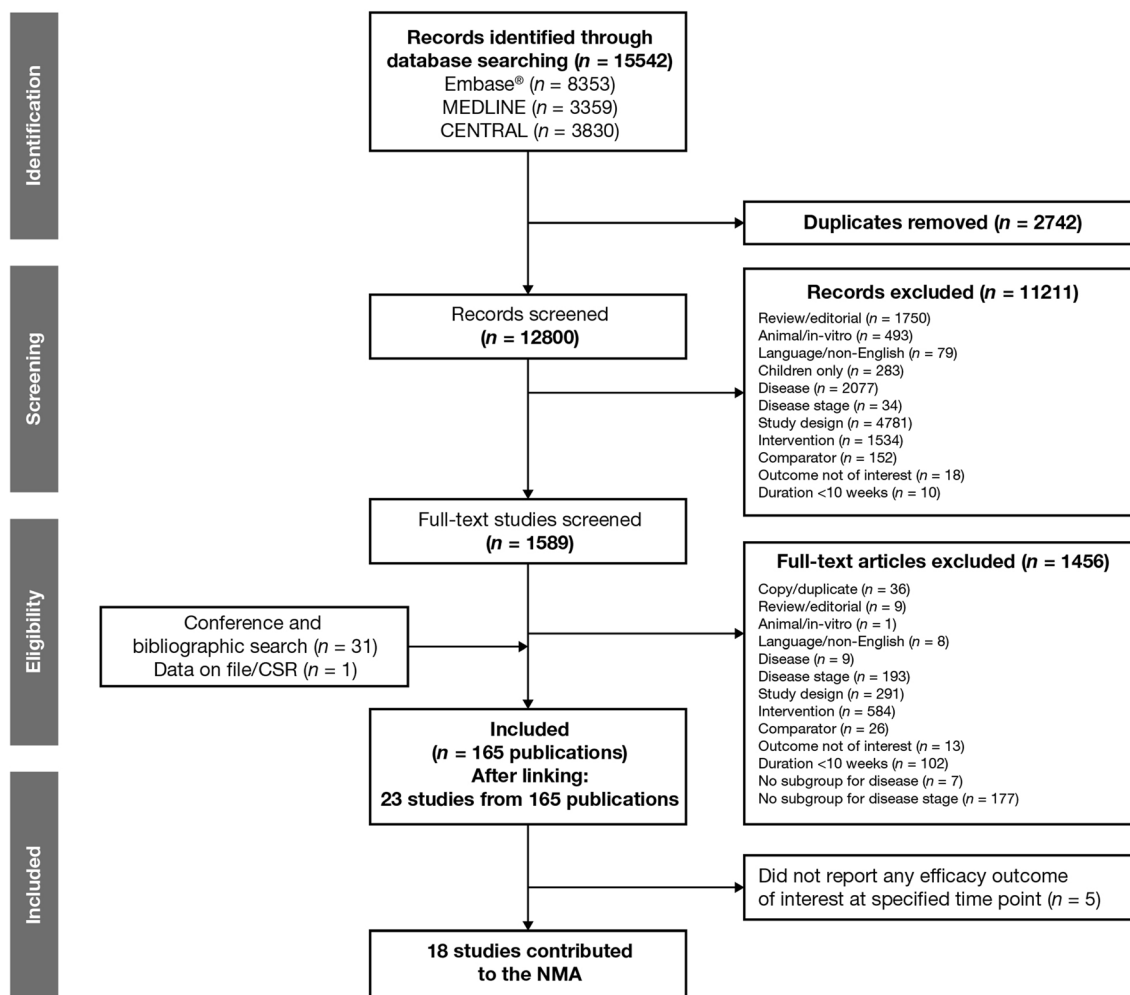 Identification
Records identified through
database searching (n = 15542)
Embase® (n = 8353)
MEDLINE (n = 3359)
CENTRAL (n = 3830)
Duplicates removed (n = 2742)
Screening
Records screened
(n = 12800)
Records excluded (n = 11211)
Review/editorial (n = 1750)
Animal/in-vitro (n = 493)
Language/non-English (n = 79)
Children only (n = 283)
Disease (n = 2077)
Disease stage (n = 34)
Study design (n = 4781)
Intervention (n = 1534)
Comparator (n = 152)
Outcome not of interest (n = 18)
Duration <10 weeks (n = 10)
Full-text studies screened
(n = 1589)
Eligibility
Conference and
bibliographic search (n = 31)
Data on file/CSR (n = 1)
Full-text articles excluded (n = 1456)
Copy/duplicate (n = 36)
Review/editorial (n = 9)
Animal/in-vitro (n = 1)
Language/non-English (n = 8)
Disease (n = 9)
Disease stage (n = 193)
Study design (n = 291)
Intervention (n = 584)
Comparator (n = 26)
Outcome not of interest (n = 13)
Duration <10 weeks (n = 102)
No subgroup for disease (n = 7)
No subgroup for disease stage (n = 177)
Included
(n = 165 publications)
After linking:
23 studies from 165 publications
Included
Did not report any efficacy outcome
of interest at specified time point (n = 5)
18 studies contributed
to the NMA